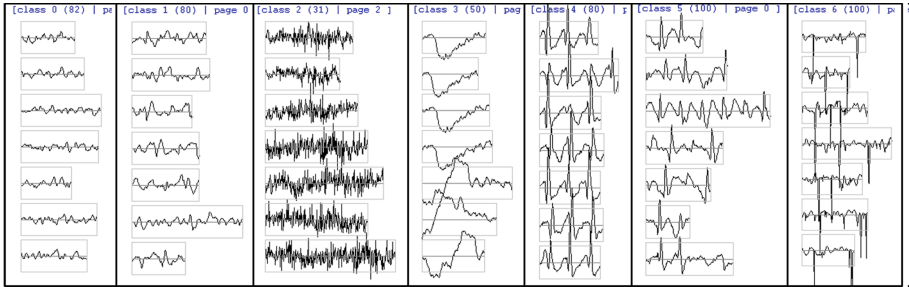 [class 0 (82) | pa
[class 1 (80) | page 0
[class 2 (31) | page 2 ]
[class 3 (50) | pag
[class 4 (80) | p
[class 5 (100) | page 0 ]
[class 6 (100) | pa